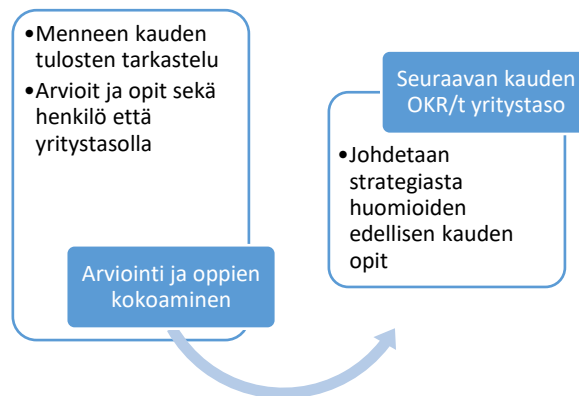 •Menneen kauden
tulosten tarkastelu
•Arvioit ja opit sekä
henkilö että
yritystasolla
Arviointi ja oppien
kokoaminen
Seuraavan kauden
OKR/t yritystaso
•Johdetaan
strategiasta
huomioiden
edellisen kauden
opit